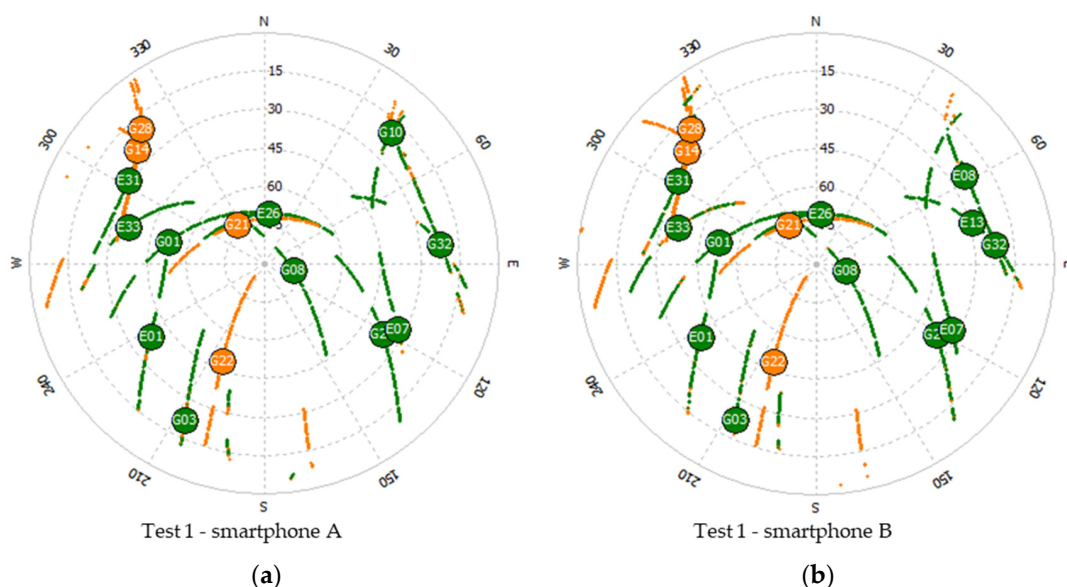 N
N
330
30
330
30
15
15
30
30
300
G28
G10
60
300
G28
60
G14
45
G14
45
E31
E31
E08
60
60
E33
E26
E33
E26
E13
G21
G21
G01
G32
G01
G32
W
G08
E
W
G08
E01
E07
E01
E07
G22
G22
240
120
240
120
G03
G03
210
150
210
150
S
S
Test 1 - smartphone A
Test 1 - smartphone B
(a)
(b)